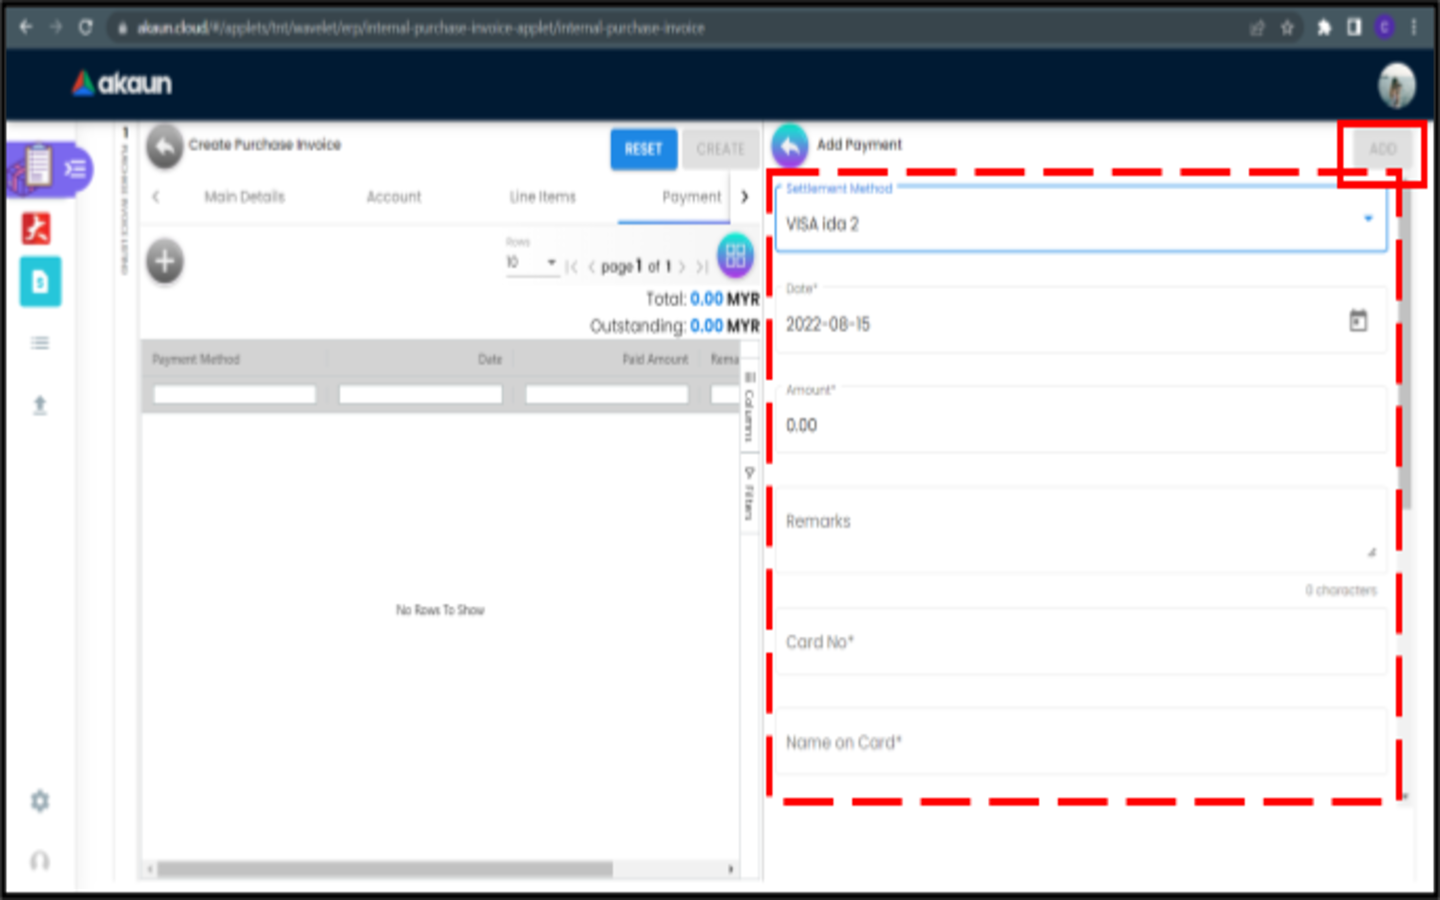 akaun.cloud/#/applets/tnt/wavelet/erp/internal-purchase-invoice-applet/internal-purchase-invoice
C
akaun
1
PURCHASE INVOICE LISTING
Create Purchase Invoice
RESET
CREATE
Main Details
Account
Line Items
Payment
Rows
10
page 1 of 1
Total: 0.00 MYR
Outstanding: 0.00 MYR
Payment Method
Date
Paid Amount
Rema
Columns
Filters
No Rows To Show
Add Payment
ADD
Settlement Method
VISA ida 2
Date*
2022-08-15
Amount*
0.00
Remarks
0 characters
Card No*
Name on Card*